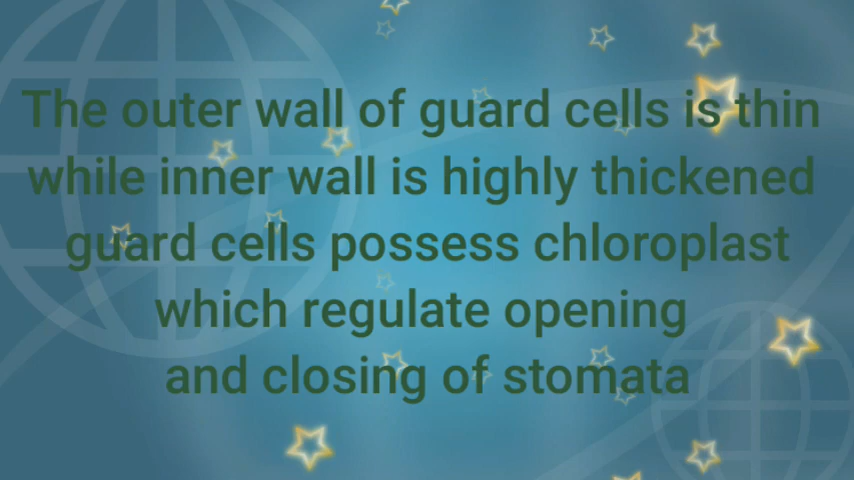 The outer wall of guard cells is thin
while inner wall is highly thickened
guard cells possess chloroplast
which regulate opening
and closing of stomata